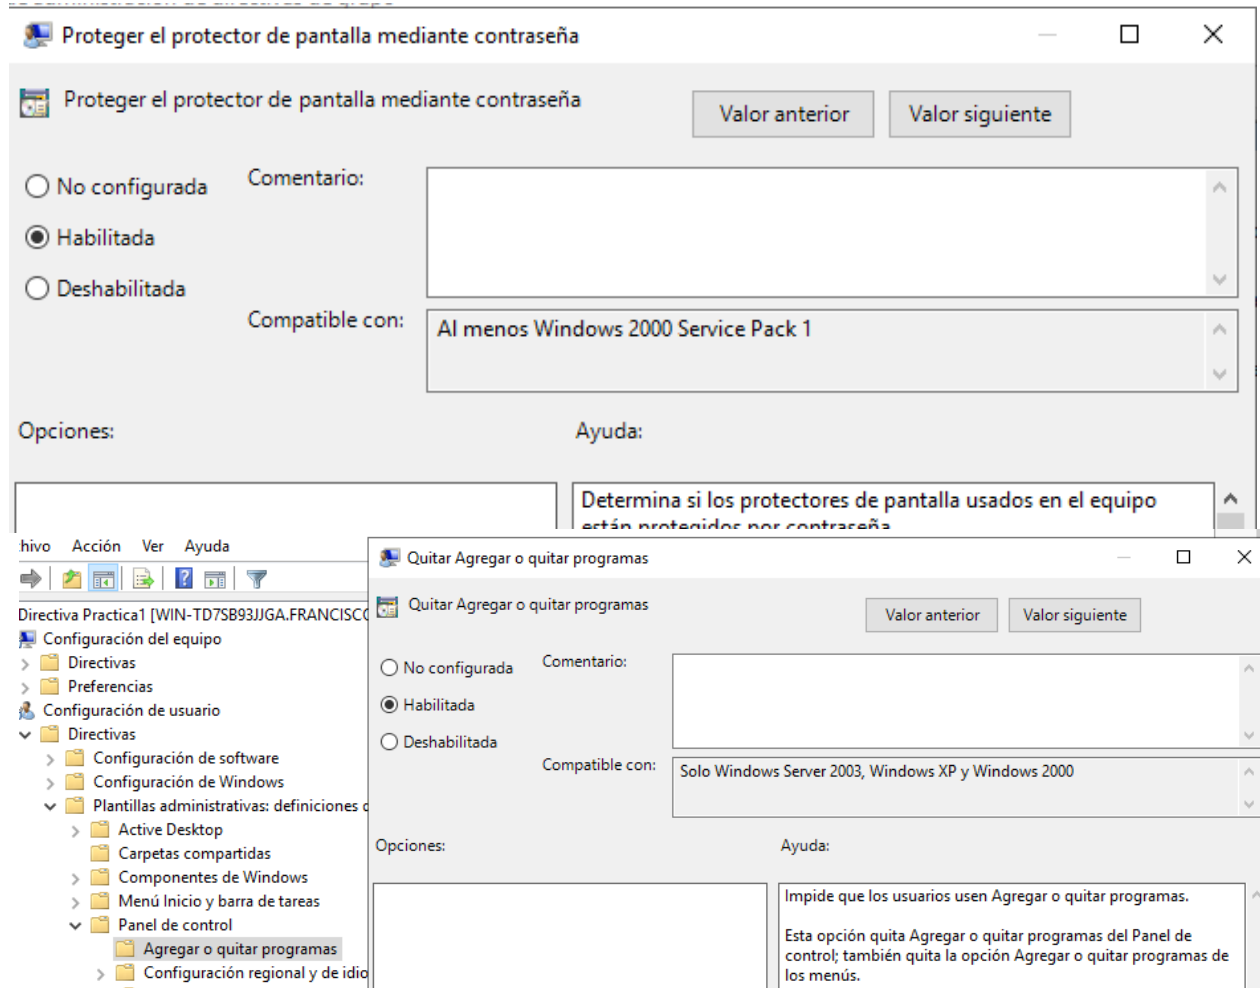 Proteger el protector de pantalla mediante contraseña
Proteger el protector de pantalla mediante contraseña
Valor anterior
Valor siguiente
No configurada
Comentario:
Habilitada
Deshabilitada
Compatible con:
Al menos Windows 2000 Service Pack 1
Opciones:
Ayuda:
Determina si los protectores de pantalla usados en el equipo
están protegidos por contraseña
hivo Acción Ver Ayuda
Directiva Practica1 [WIN-TD7SB93JJGA.FRANCISCO
Configuración del equipo
Directivas
Preferencias
Configuración de usuario
Directivas
Configuración de software
Configuración de Windows
Plantillas administrativas: definiciones d
Active Desktop
Carpetas compartidas
Componentes de Windows
Menú Inicio y barra de tareas
Panel de control
Agregar o quitar programas
Configuración regional y de idio
Quitar Agregar o quitar programas
Quitar Agregar o quitar programas
Valor anterior
Valor siguiente
No configurada
Comentario:
Habilitada
Deshabilitada
Compatible con:
Solo Windows Server 2003, Windows XP y Windows 2000
Opciones:
Ayuda:
Impide que los usuarios usen Agregar o quitar programas.
Esta opción quita Agregar o quitar programas del Panel de
control; también quita la opción Agregar o quitar programas de
los menús.